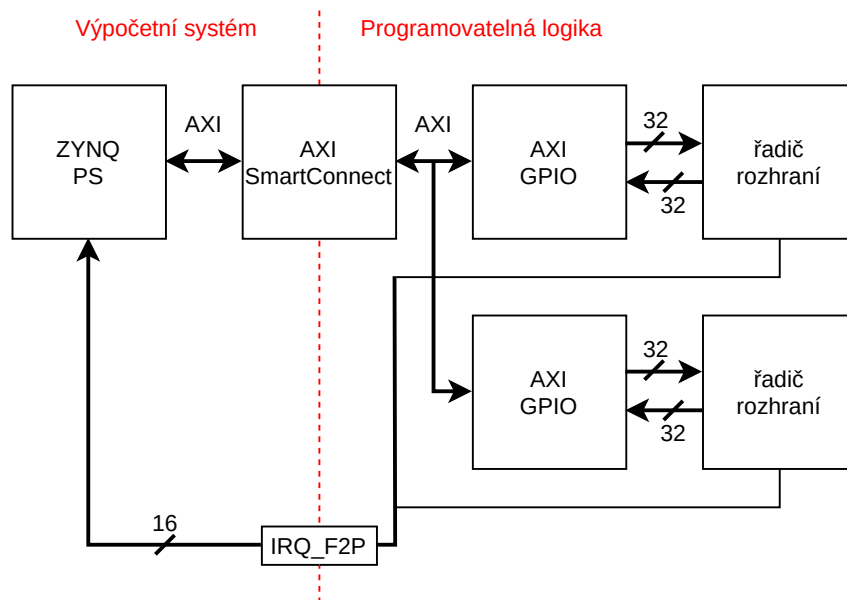 Výpočetní systém
Programovatelná logika
ZYNQ
PS
AXI
AXI
SmartConnect
AXI
AXI
GPIO
32
32
řadič
rozhraní
AXI
GPIO
32
32
řadič
rozhraní
16
IRQ_F2P